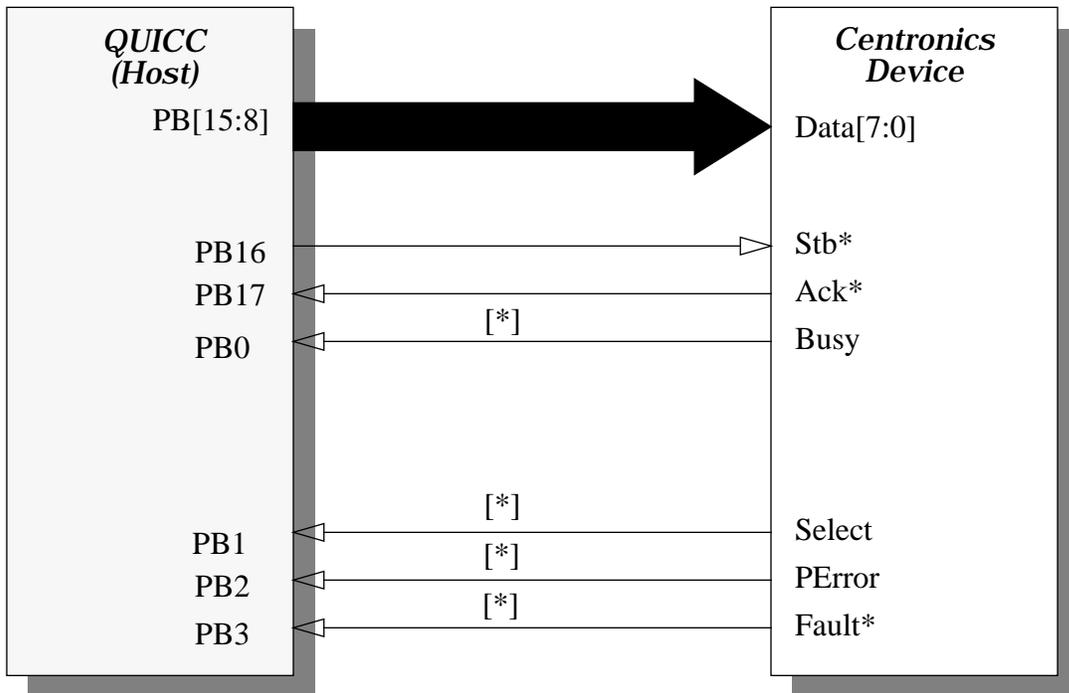 QUICC
(Host)
Centronics
Device
PB[15:8]
Data[7:0]
PB16
Stb*
PB17
Ack*
[*]
PB0
Busy
[*]
PB1
Select
[*]
PB2
PError
[*]
PB3
Fault*